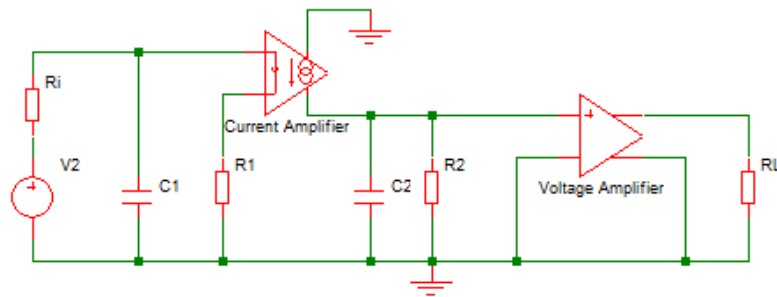 Ri
Current Amplifier
V2
C1
R1
C2
R2
Voltage Amplifier
RL